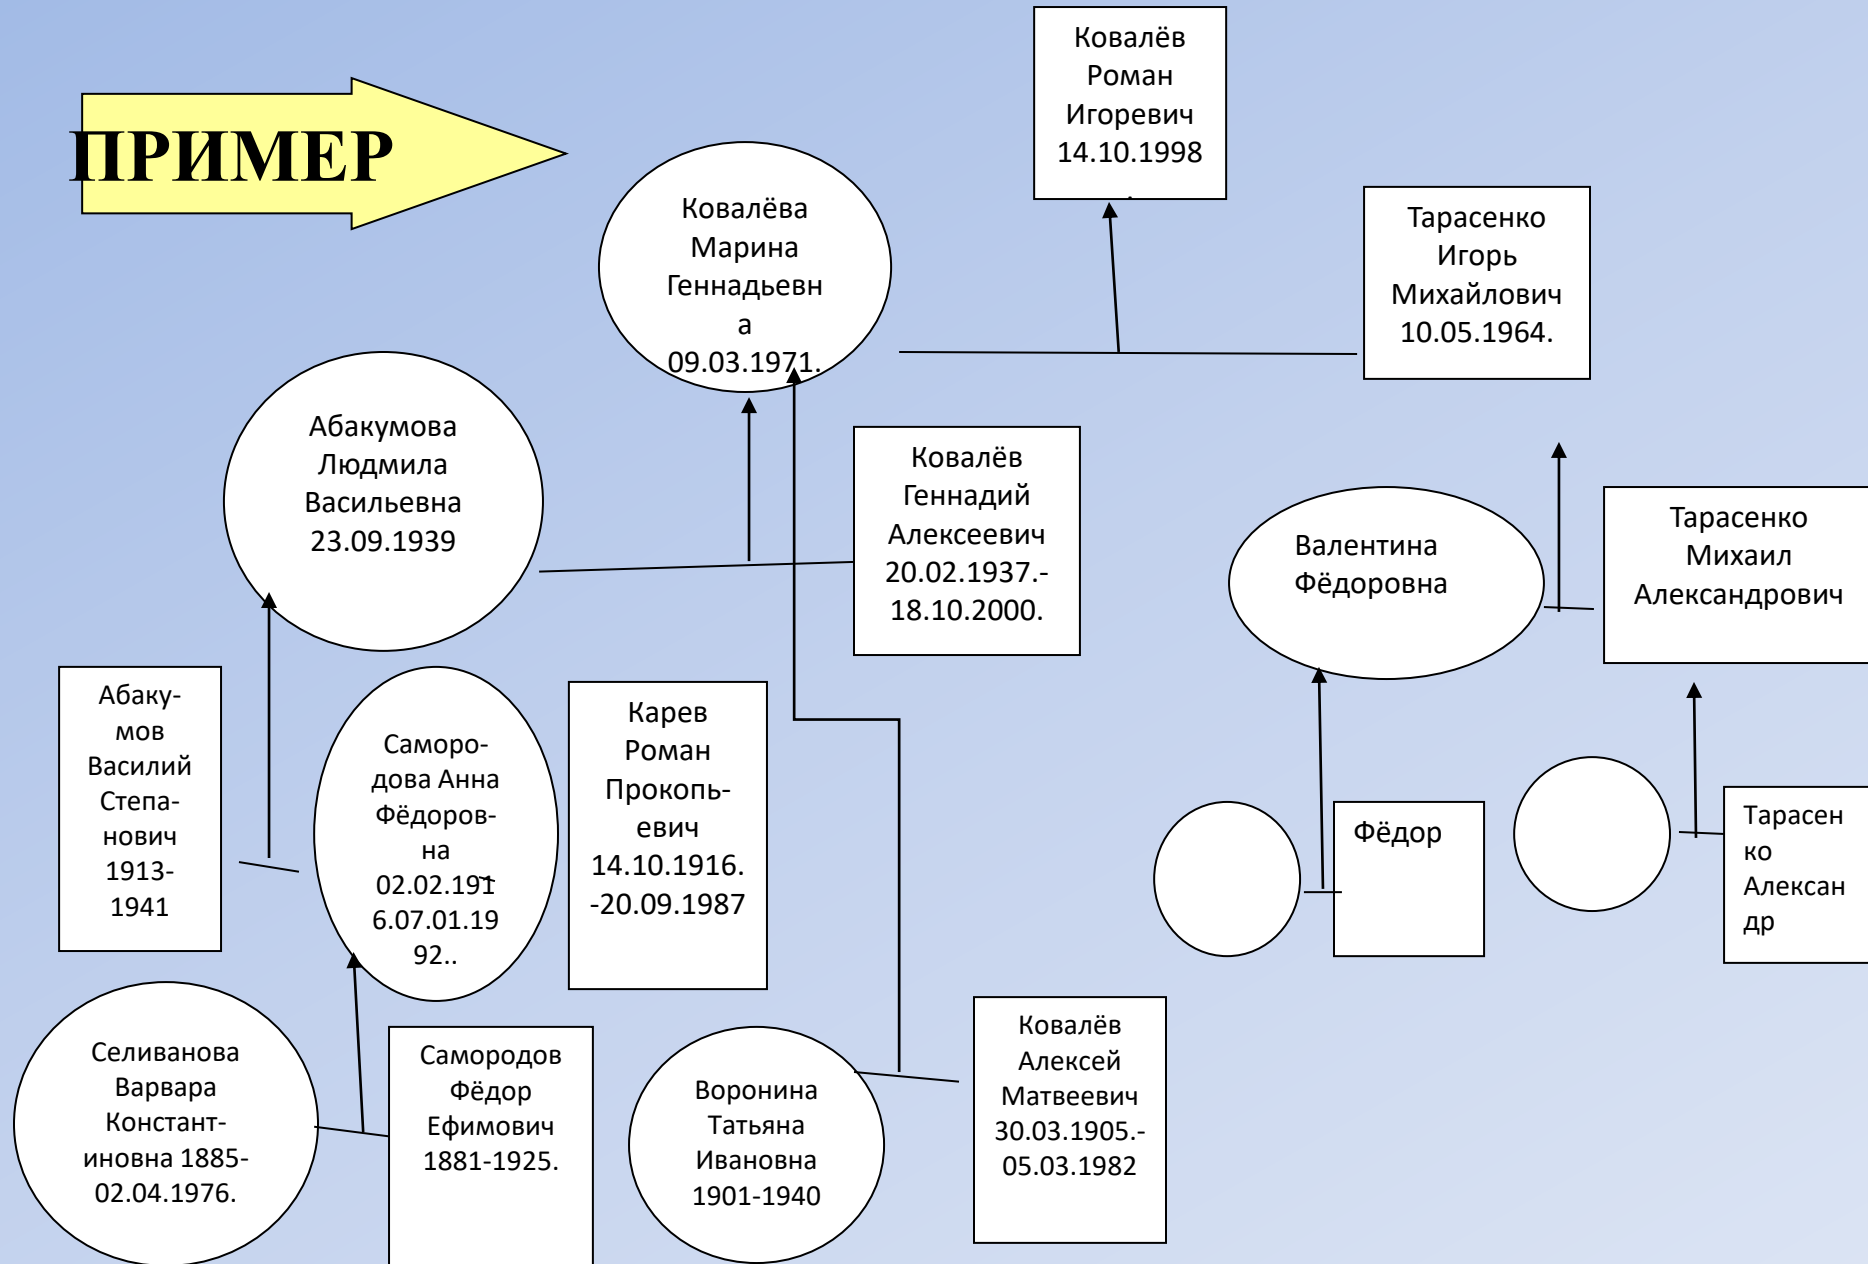 ПРИМЕР
Ковалёв
Роман
Игоревич
14.10.1998
.
Ковалёва
Марина
Геннадьевн
а
09.03.1971.
Тарасенко
Игорь
Михайлович
10.05.1964.
Абакумова
Людмила
Васильевна
23.09.1939
Ковалёв
Геннадий
Алексеевич
20.02.1937.-
18.10.2000.
Валентина
Фёдоровна
Тарасенко
Михаил
Александрович
Абаку-
мов
Василий
Степа-
нович
1913-
1941
Саморо-
дова Анна
Фёдоров-
на
02.02.191
6.07.01.19
92..
Карев
Роман
Прокопь-
евич
14.10.1916.
-20.09.1987
Фёдор
Тарасен
ко
Алексан
др
Селиванова
Варвара
Констант-
иновна 1885-
02.04.1976.
Самородов
Фёдор
Ефимович
1881-1925.
Воронина
Татьяна
Ивановна
1901-1940
Ковалёв
Алексей
Матвеевич
30.03.1905.-
05.03.1982